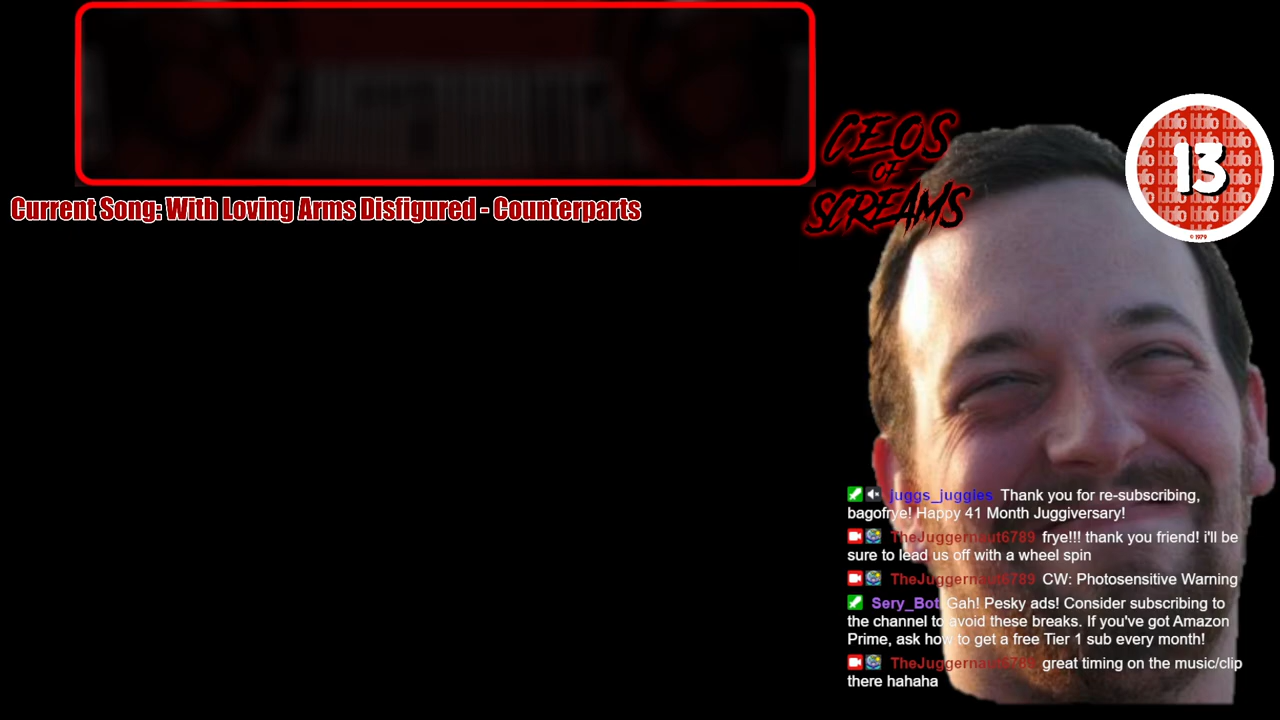 CEOS
OF
SCREAMS
13
© 1979
Current Song: With Loving Arms Disfigured - Counterparts
juggs_juggies Thank you for re-subscribing,
bagofrye! Happy 41 Month Juggiversary!
TheJuggernaut6789 frye!!! thank you friend! i'll be
sure to lead us off with a wheel spin
TheJuggernaut6789 CW: Photosensitive Warning
Sery_Bot Gah! Pesky ads! Consider subscribing to
the channel to avoid these breaks. If you've got Amazon
Prime, ask how to get a free Tier 1 sub every month!
TheJuggernaut6789 great timing on the music/clip
there hahaha